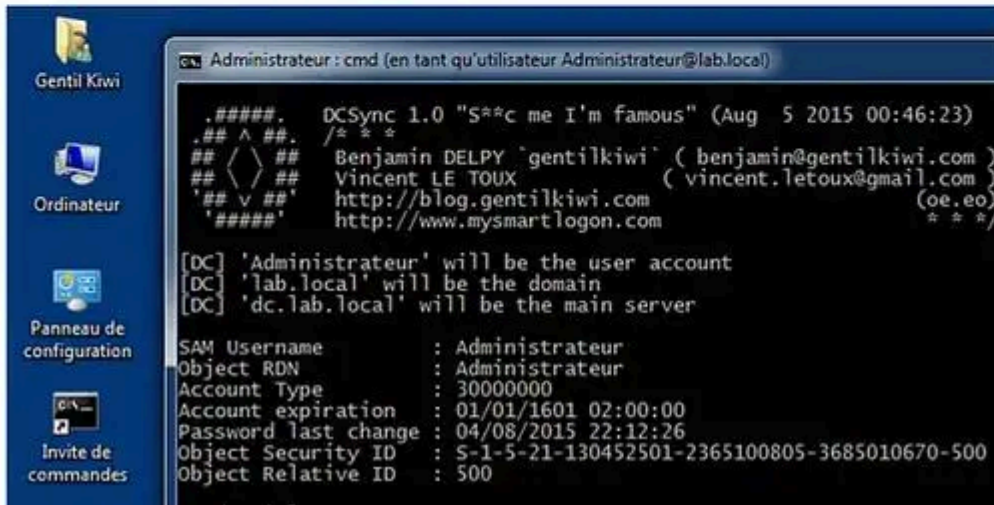 Gentil Kiwi
Ordinateur
Panneau de
configuration
Invite de
commandes
Administrateur : cmd (en tant qu'utilisateur Administrateur@lab.local)
.#####. DCSync 1.0 "S**c me I'm famous" (Aug 5 2015 00:46:23)
.## ^ ##. /* * *
## / \ ## Benjamin DELPY `gentilkiwi` ( benjamin@gentilkiwi.com )
## \ / ## Vincent LE TOUX ( vincent.letoux@gmail.com )
'## v ##' http://blog.gentilkiwi.com (oe.eo)
'#####' http://www.mysmartlogon.com * * */
[DC] 'Administrateur' will be the user account
[DC] 'lab.local' will be the domain
[DC] 'dc.lab.local' will be the main server
SAM Username : Administrateur
Object RDN : Administrateur
Account Type : 30000000
Account expiration : 01/01/1601 02:00:00
Password last change : 04/08/2015 22:12:26
Object Security ID : S-1-5-21-130452501-2365100805-3685010670-500
Object Relative ID : 500